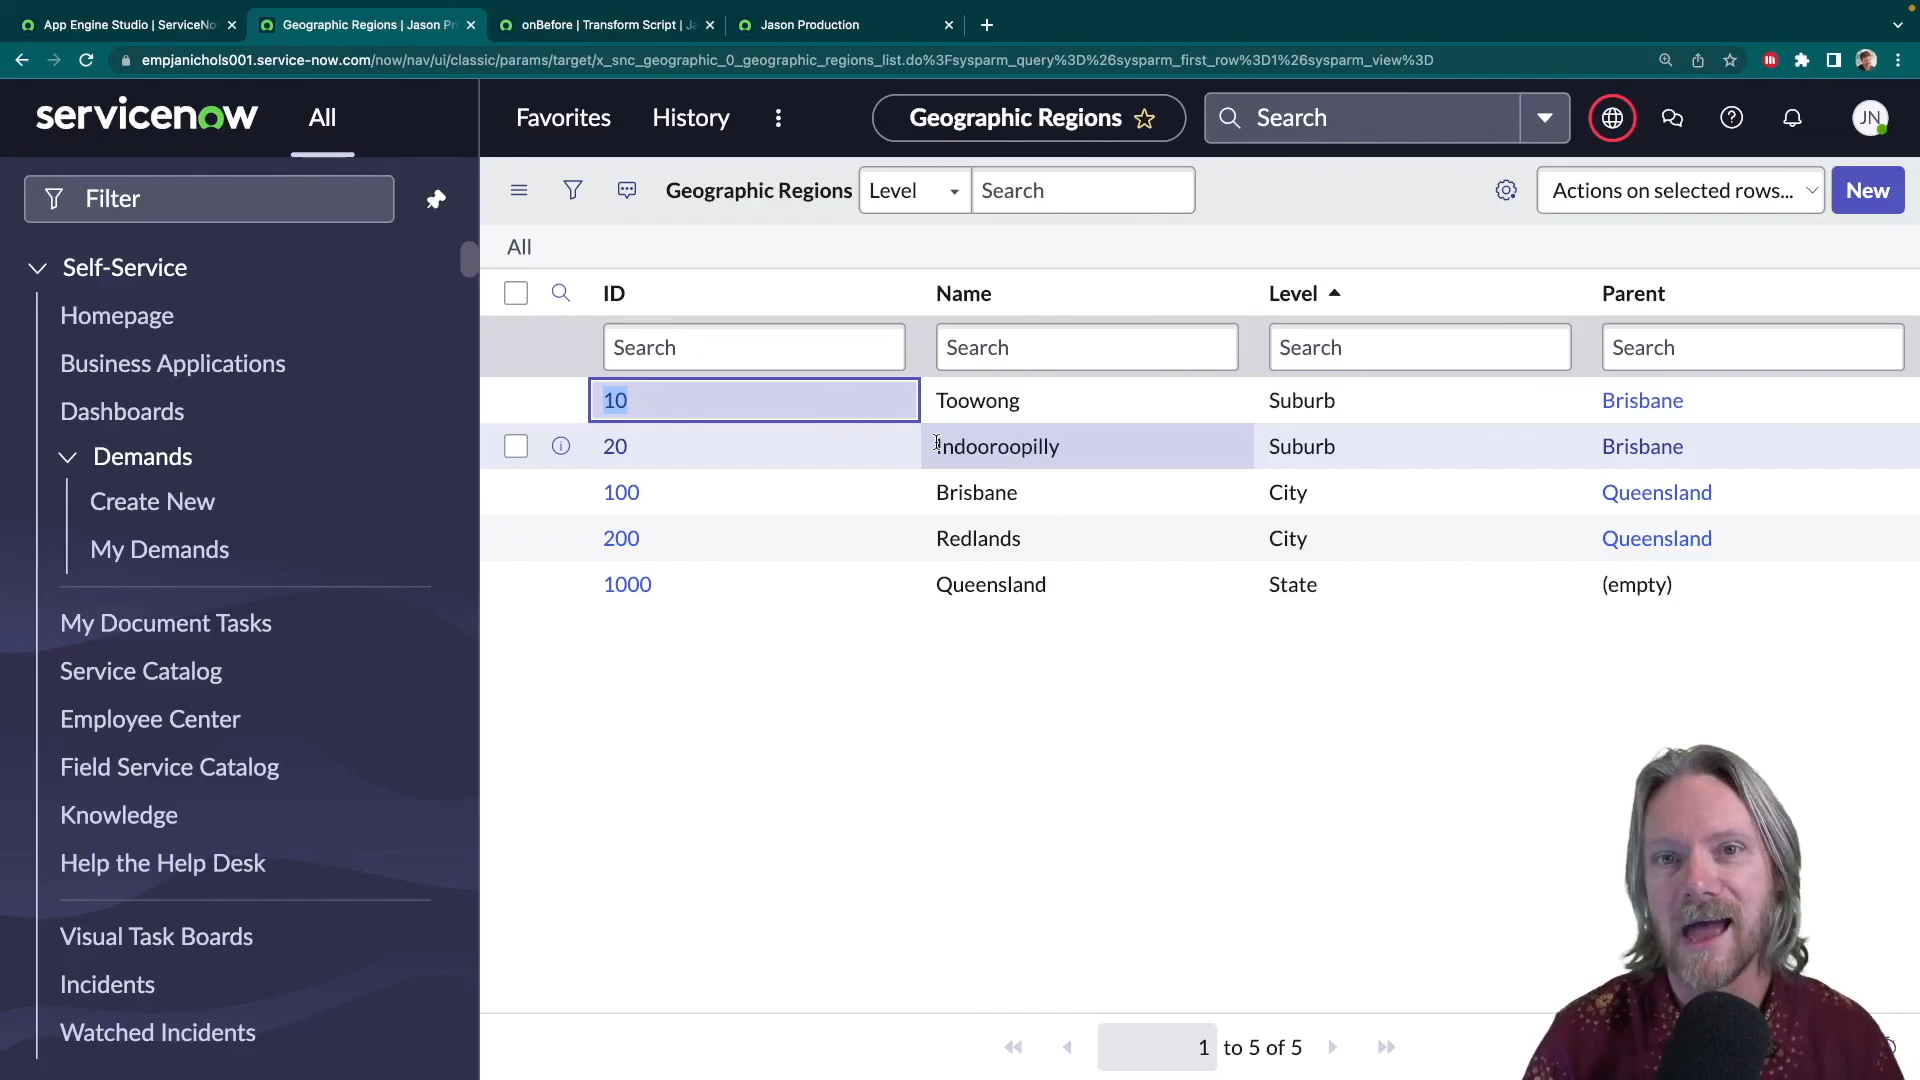 App Engine Studio | ServiceNo
Geographic Regions | Jason Pr
onBefore | Transform Script | Ja
Jason Production
empjanichols001.service-now.com/now/nav/ui/classic/params/target/x_snc_geographic_0_geographic_regions_list.do%3Fsysparm_query%3D%26sysparm_first_row%3D1%26sysparm_view%3D
servicenow
All
Favorites
History
Geographic Regions
Search
JN
Filter
Geographic Regions
Level
Search
Actions on selected rows...
New
All
Self-Service
Homepage
Business Applications
Dashboards
Demands
Create New
My Demands
My Document Tasks
Service Catalog
Employee Center
Field Service Catalog
Knowledge
Help the Help Desk
Visual Task Boards
Incidents
Watched Incidents
ID Name Level Parent
Search Search Search Search
10 Toowong Suburb Brisbane
20 Indooroopilly Suburb Brisbane
100 Brisbane City Queensland
200 Redlands City Queensland
1000 Queensland State (empty)
1 to 5 of 5